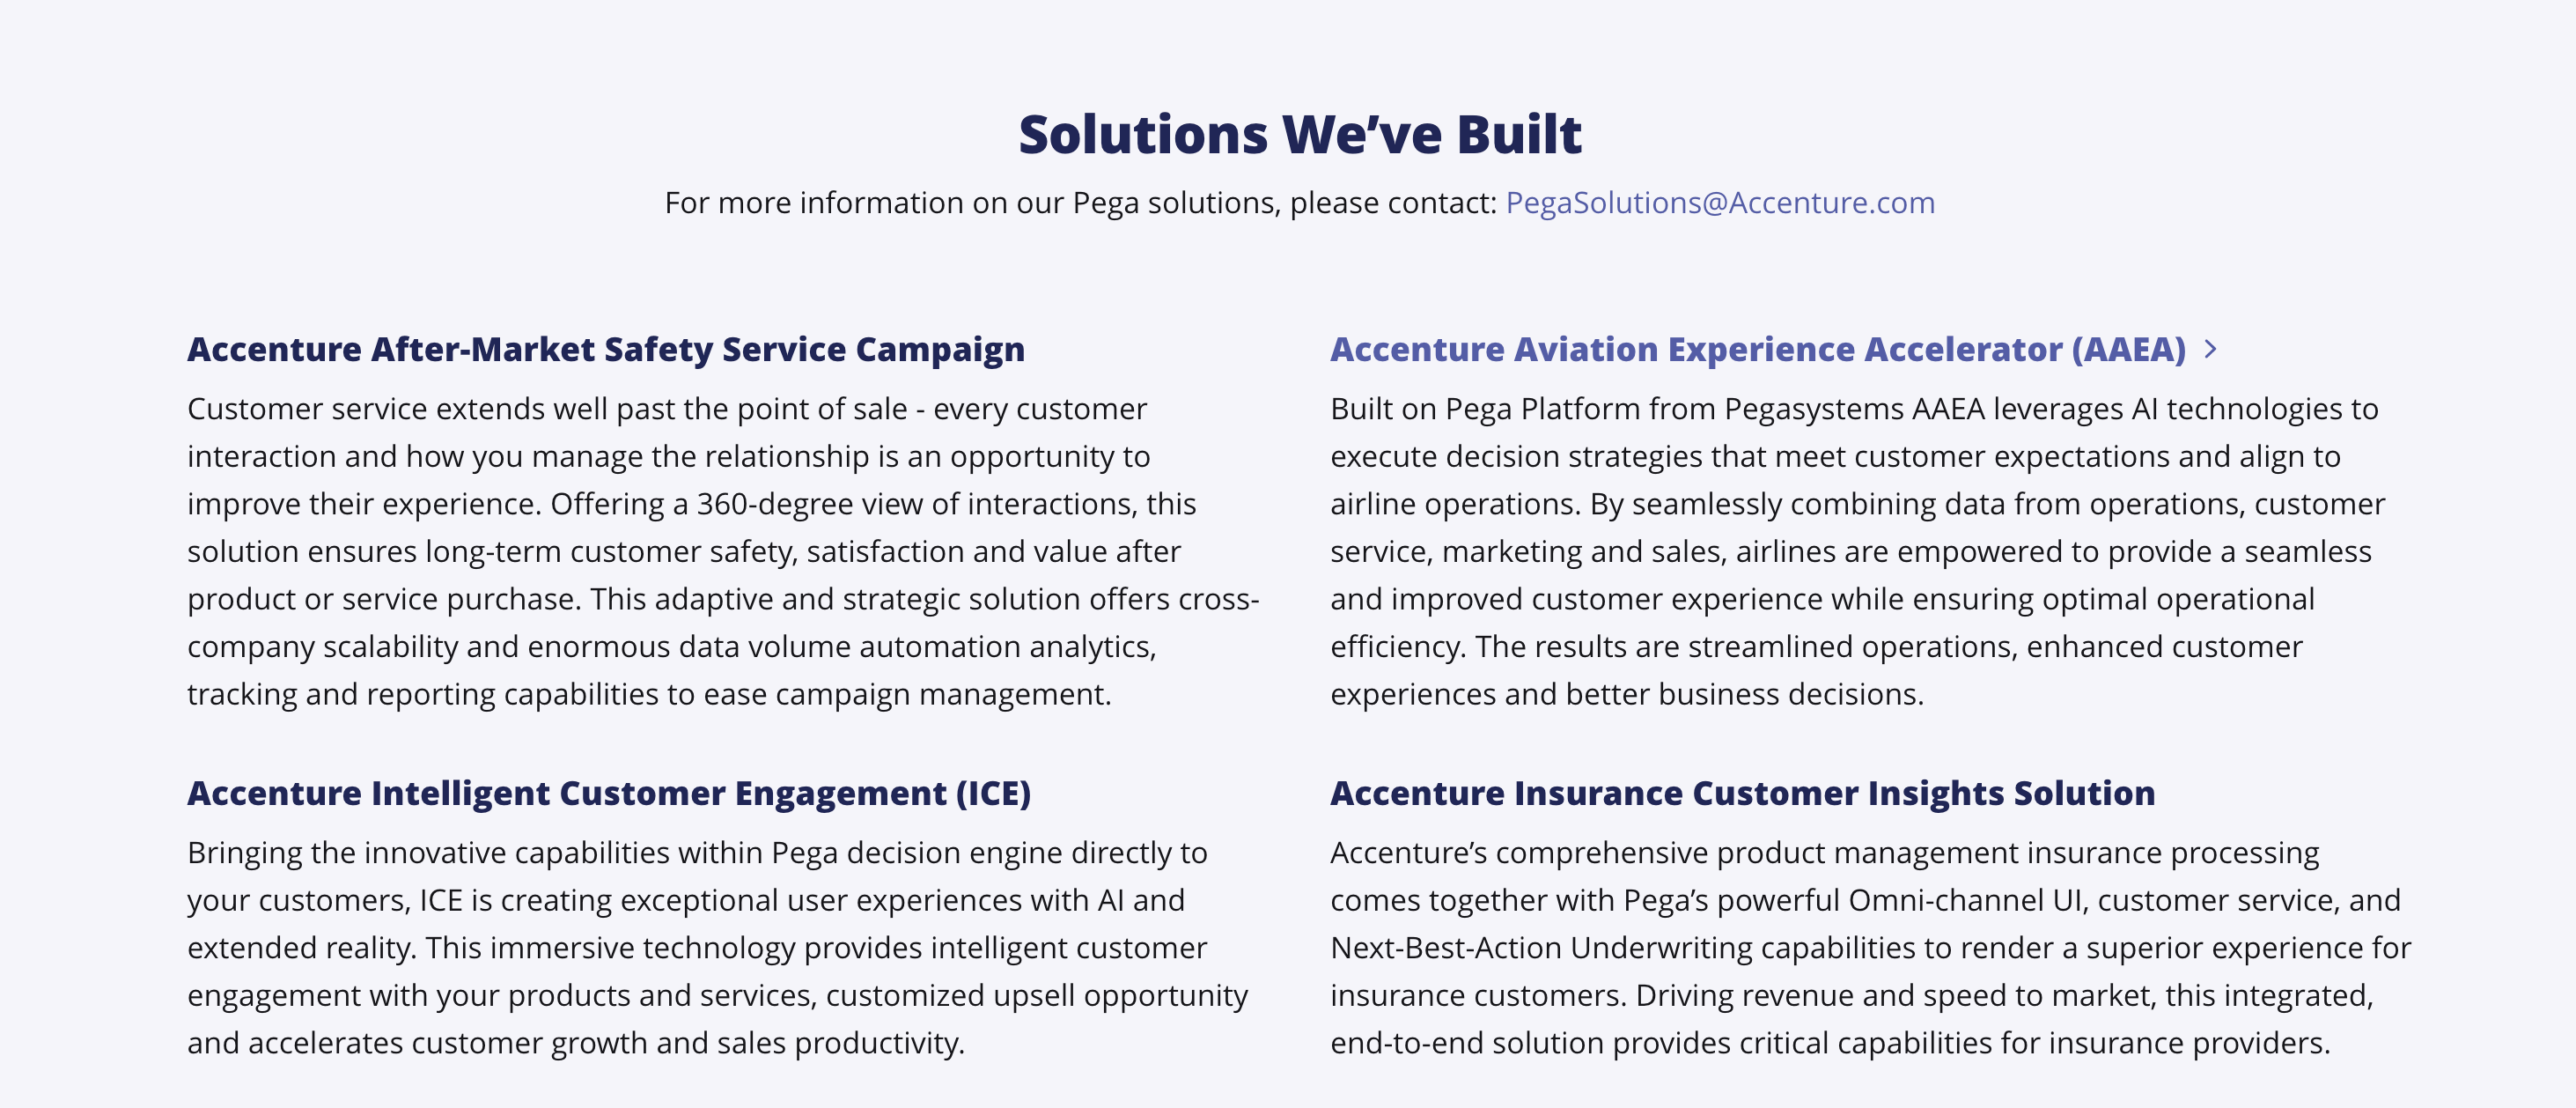 Solutions We’ve Built
For more information on our Pega solutions, please contact: PegaSolutions@Accenture.com
Accenture After-Market Safety Service Campaign
Customer service extends well past the point of sale - every customer
interaction and how you manage the relationship is an opportunity to
improve their experience. Offering a 360-degree view of interactions, this
solution ensures long-term customer safety, satisfaction and value after
product or service purchase. This adaptive and strategic solution offers cross-
company scalability and enormous data volume automation analytics,
tracking and reporting capabilities to ease campaign management.
Accenture Aviation Experience Accelerator (AAEA)
Built on Pega Platform from Pegasystems AAEA leverages AI technologies to
execute decision strategies that meet customer expectations and align to
airline operations. By seamlessly combining data from operations, customer
service, marketing and sales, airlines are empowered to provide a seamless
and improved customer experience while ensuring optimal operational
efficiency. The results are streamlined operations, enhanced customer
experiences and better business decisions.
Accenture Intelligent Customer Engagement (ICE)
Bringing the innovative capabilities within Pega decision engine directly to
your customers, ICE is creating exceptional user experiences with AI and
extended reality. This immersive technology provides intelligent customer
engagement with your products and services, customized upsell opportunity
and accelerates customer growth and sales productivity.
Accenture Insurance Customer Insights Solution
Accenture’s comprehensive product management insurance processing
comes together with Pega’s powerful Omni-channel UI, customer service, and
Next-Best-Action Underwriting capabilities to render a superior experience for
insurance customers. Driving revenue and speed to market, this integrated,
end-to-end solution provides critical capabilities for insurance providers.